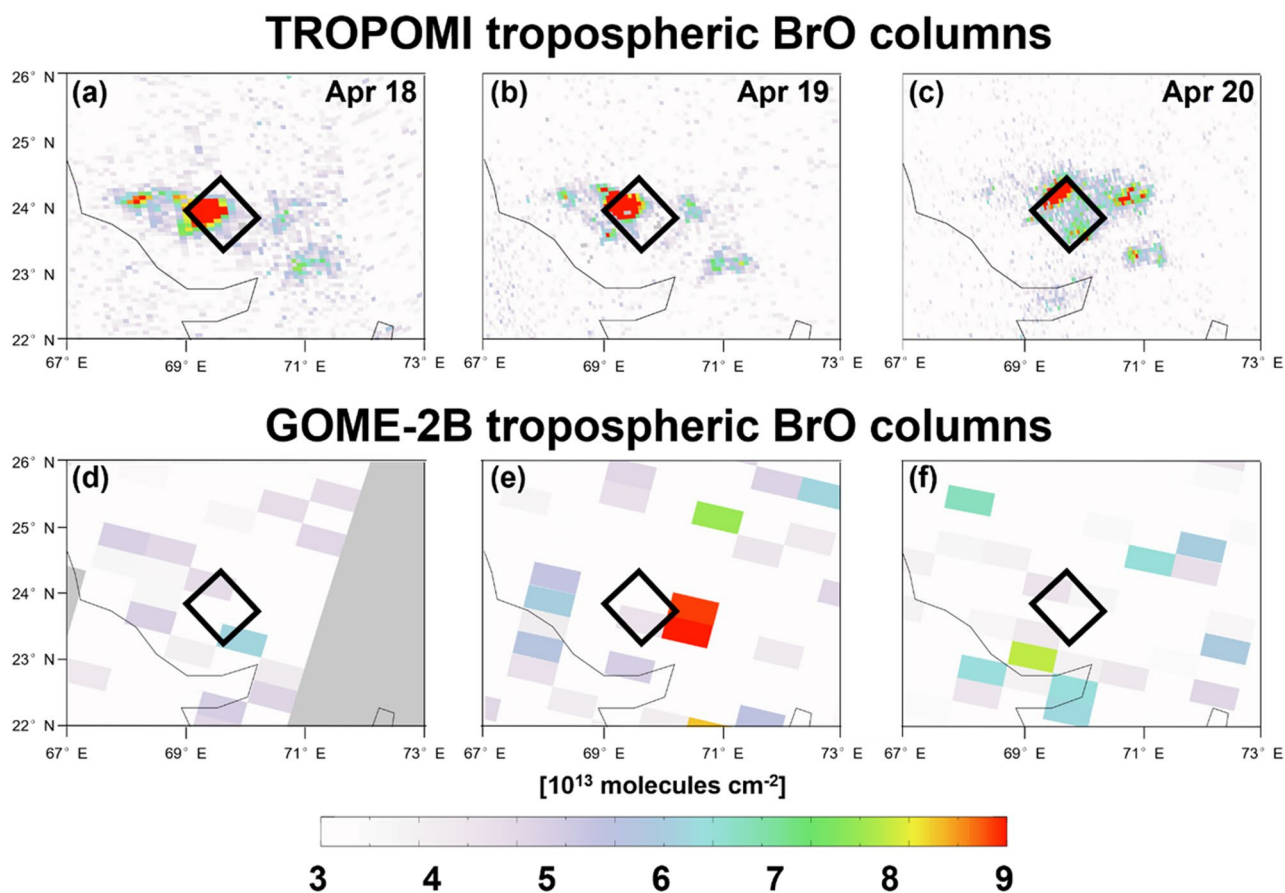 TROPOMI tropospheric BrO columns
(a) Apr 18 (b) Apr 19 (c) Apr 20
26° N
25° N
24° N
23° N
22° N
67° E 69° E 71° E 73° E 67° E 69° E 71° E 73° E 67° E 69° E 71° E 73° E
GOME-2B tropospheric BrO columns
(d) (e) (f)
26° N
25° N
24° N
23° N
22° N
67° E 69° E 71° E 73° E 67° E 69° E 71° E 73° E 67° E 69° E 71° E 73° E
[10¹³ molecules cm⁻²]
3 4 5 6 7 8 9